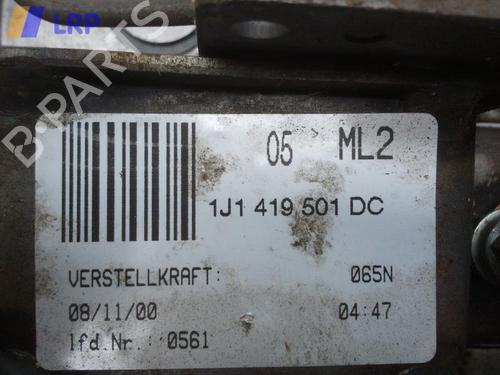 LRP
B-PARTS
05 ML2
1J1 419 501 DC
VERSTELLKRAFT: 065N
08/11/00 04:47
lfd.Nr.: 0561